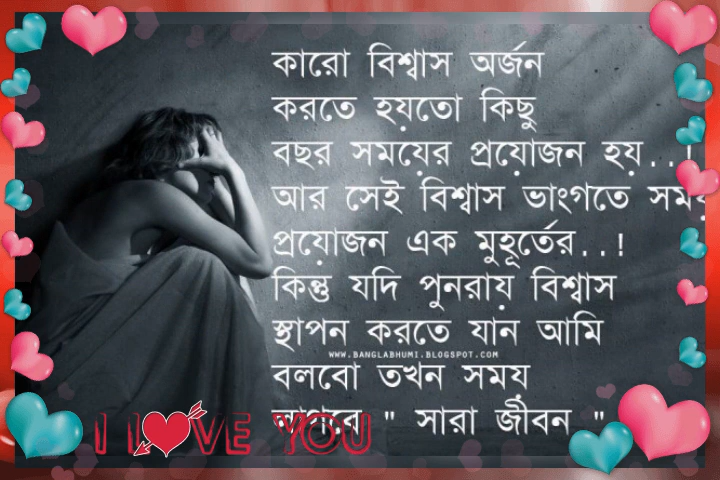 কারো বিশ্বাস অর্জন
করতে হয়তো কিছু
বছর সময়ের প্রয়োজন হয়..!
আর সেই বিশ্বাস ভাংগতে সময়
প্রয়োজন এক মুহূর্তের..!
কিন্তু যদি পুনরায় বিশ্বাস
স্থাপন করতে যান আমি
WWW.BANGLABHUMI.BLOGSPOT.COM
বলবো তখন সময়
লাগবে " সারা জীবন "
I LOVE YOU